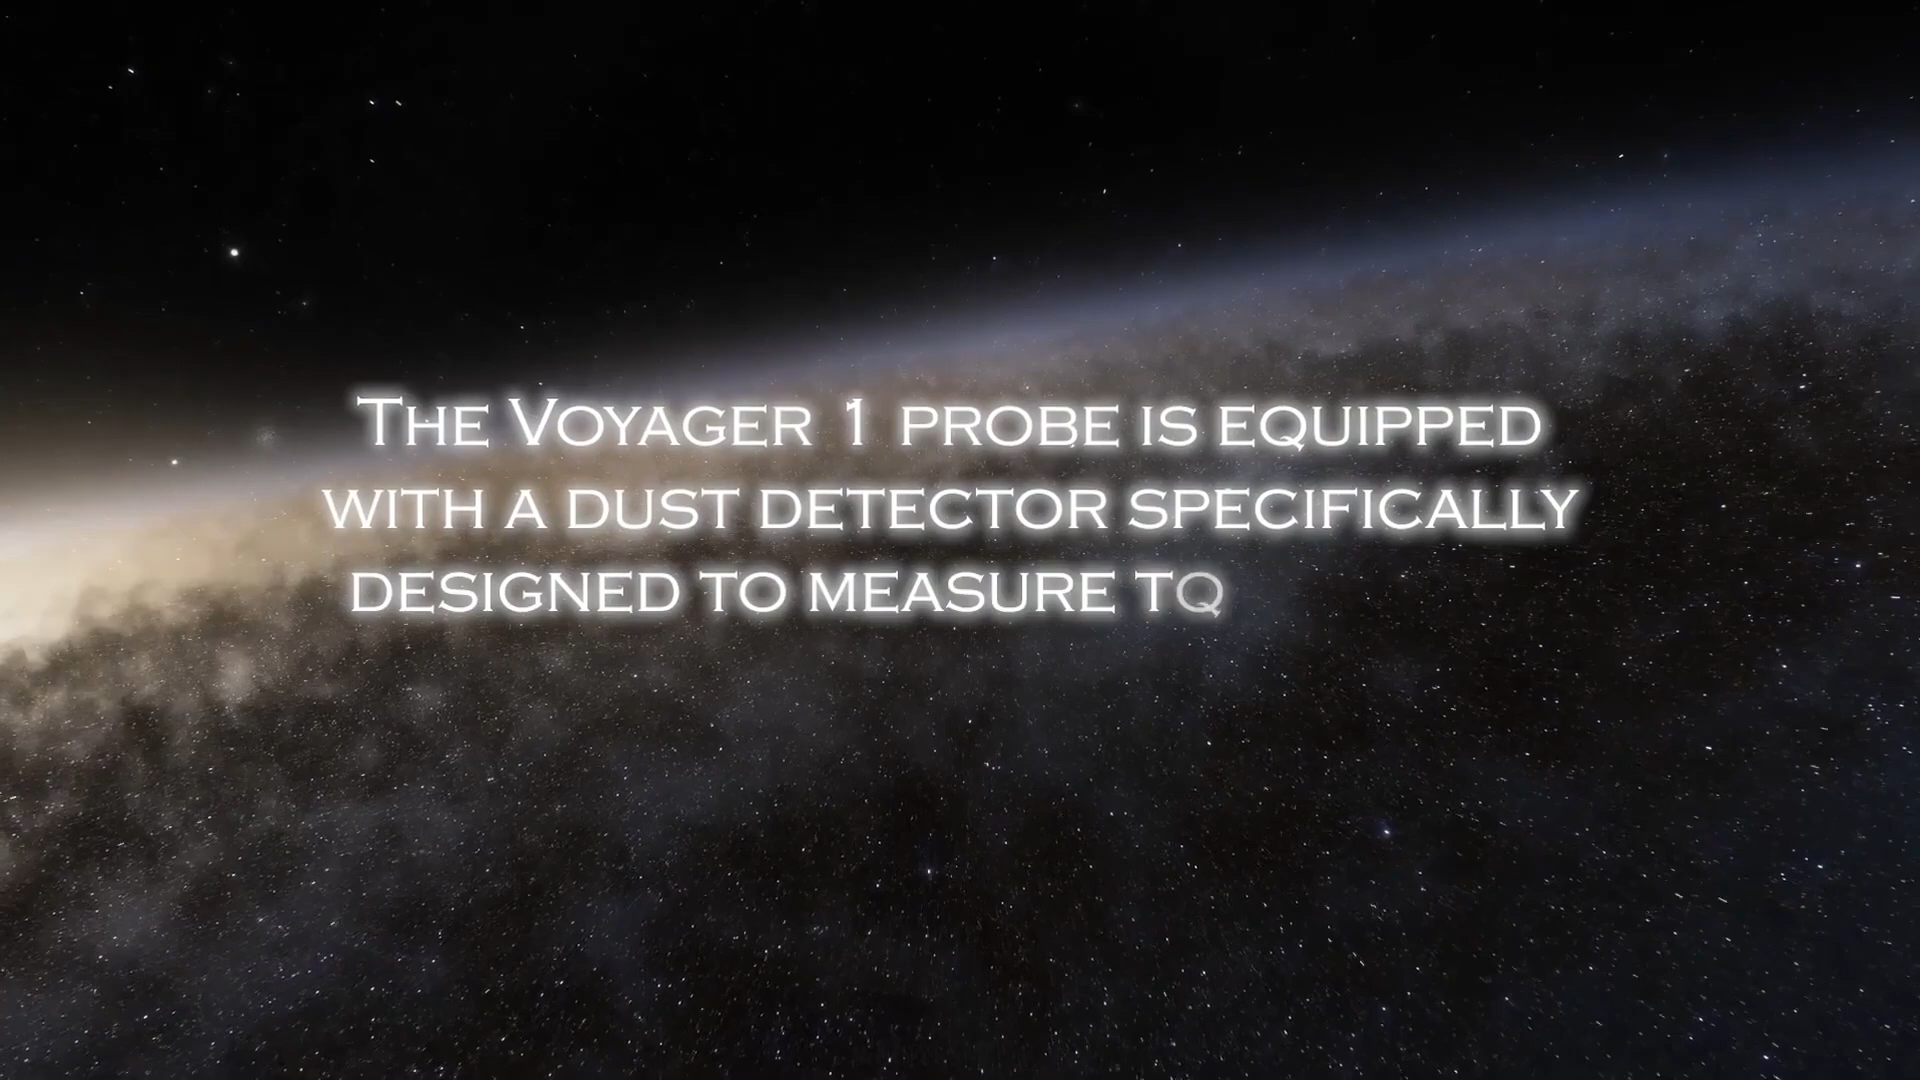 The Voyager 1 probe is equipped
with a dust detector specifically
designed to measure tq